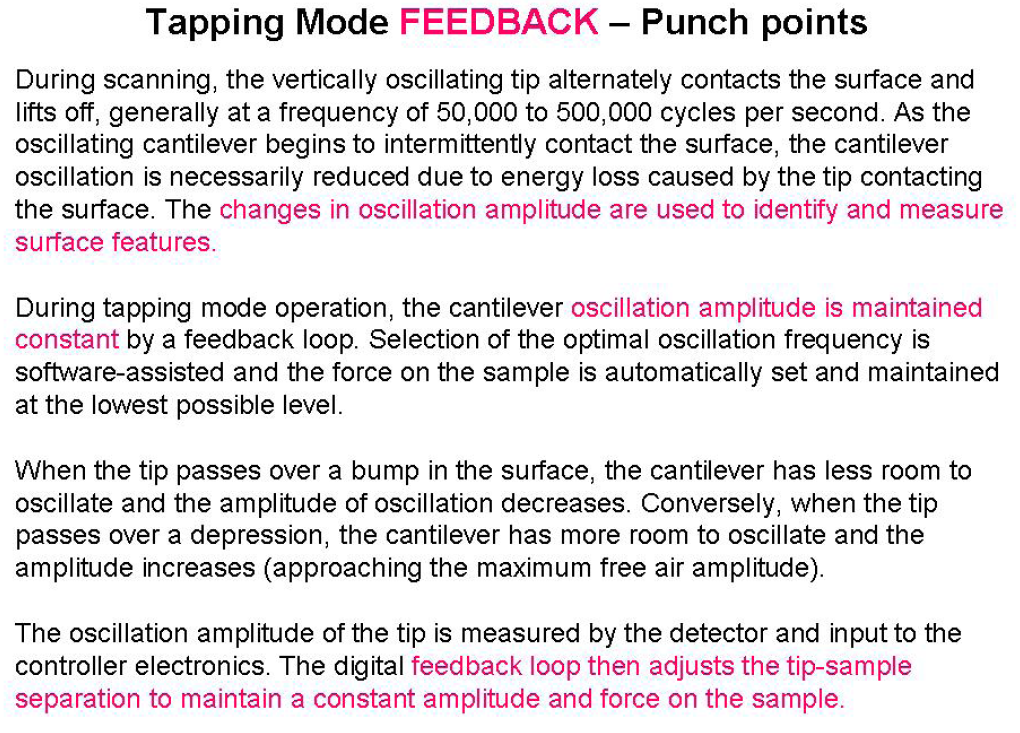 Tapping Mode FEEDBACK – Punch points
During scanning, the vertically oscillating tip alternately contacts the surface and
lifts off, generally at a frequency of 50,000 to 500,000 cycles per second. As the
oscillating cantilever begins to intermittently contact the surface, the cantilever
oscillation is necessarily reduced due to energy loss caused by the tip contacting
the surface. The changes in oscillation amplitude are used to identify and measure
surface features.
During tapping mode operation, the cantilever oscillation amplitude is maintained
constant by a feedback loop. Selection of the optimal oscillation frequency is
software-assisted and the force on the sample is automatically set and maintained
at the lowest possible level.
When the tip passes over a bump in the surface, the cantilever has less room to
oscillate and the amplitude of oscillation decreases. Conversely, when the tip
passes over a depression, the cantilever has more room to oscillate and the
amplitude increases (approaching the maximum free air amplitude).
The oscillation amplitude of the tip is measured by the detector and input to the
controller electronics. The digital feedback loop then adjusts the tip-sample
separation to maintain a constant amplitude and force on the sample.